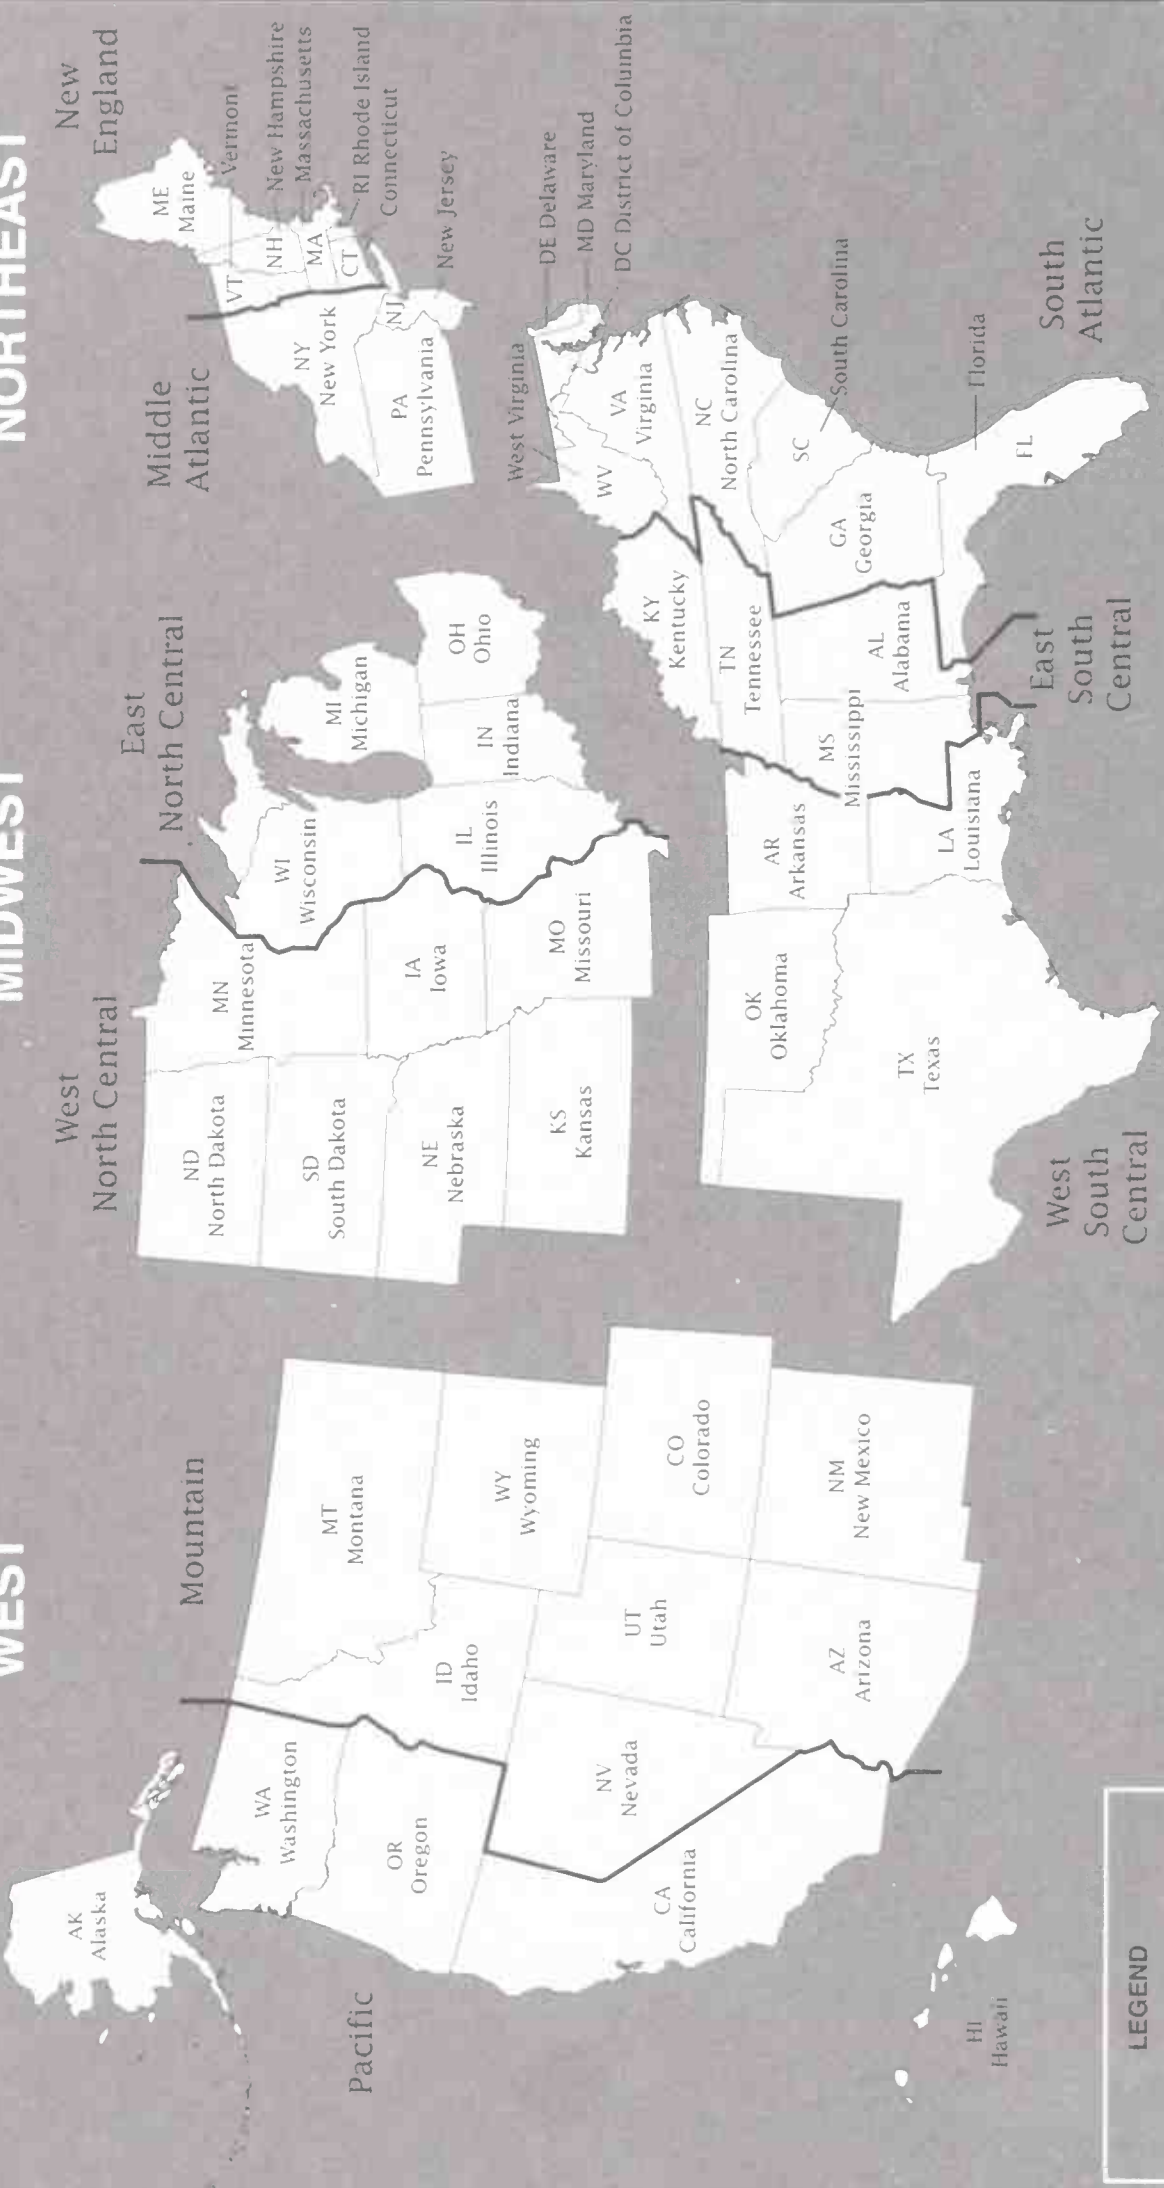 WEST
MIDWEST
NORTHEAST
AK
Alaska
Pacific
HI
Hawaii
WA
Washington
OR
Oregon
CA
California
Mountain
MT
Montana
ID
Idaho
WY
Wyoming
NV
Nevada
UT
Utah
CO
Colorado
AZ
Arizona
NM
New Mexico
West
North Central
ND
North Dakota
SD
South Dakota
NE
Nebraska
KS
Kansas
MN
Minnesota
IA
Iowa
MO
Missouri
East
North Central
WI
Wisconsin
MI
Michigan
IL
Illinois
IN
Indiana
OH
Ohio
Middle
Atlantic
NY
New York
PA
Pennsylvania
NJ
New Jersey
New
England
ME
Maine
VT
Vermont
NH
New Hampshire
MA
Massachusetts
RI Rhode Island
CT
Connecticut
West
South
Central
OK
Oklahoma
TX
Texas
AR
Arkansas
LA
Louisiana
East
South
Central
KY
Kentucky
TN
Tennessee
MS
Mississippi
AL
Alabama
South
Atlantic
West Virginia
WV
DE Delaware
MD Maryland
DC District of Columbia
VA
Virginia
NC
North Carolina
SC
South Carolina
GA
Georgia
FL
Florida
LEGEND